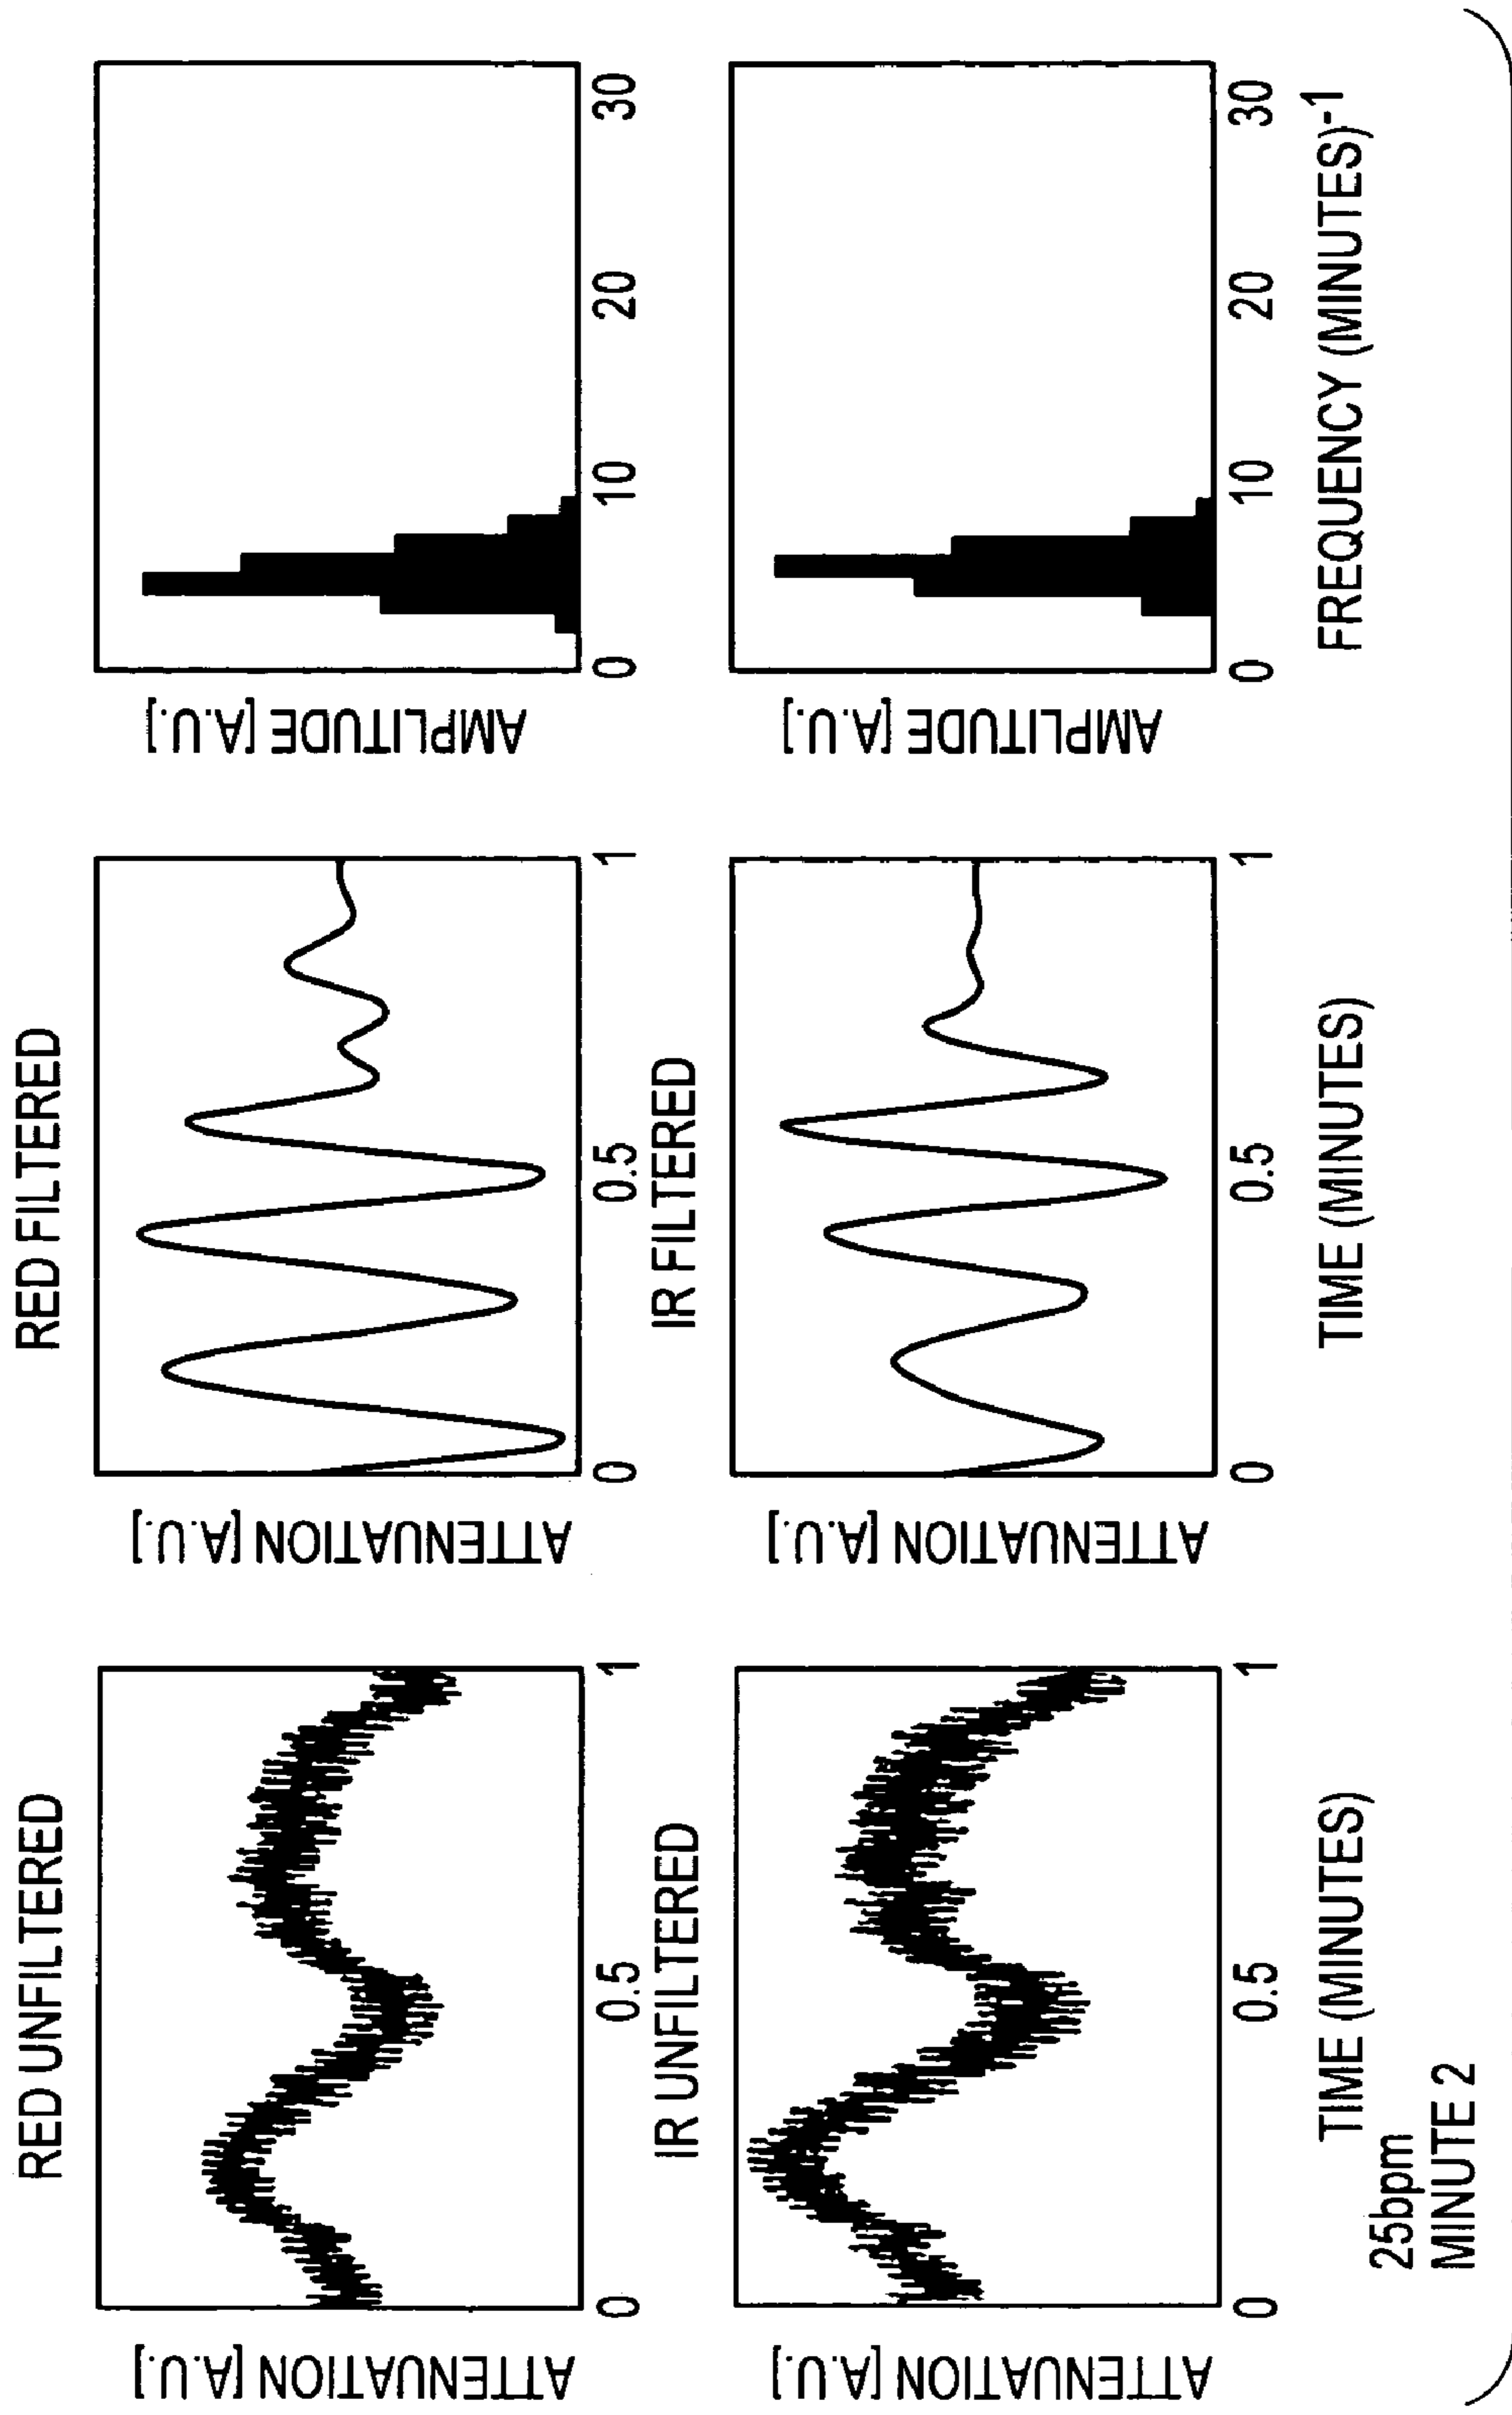 RED UNFILTERED
ATTENUATION [A.U.]
0
0.5
1
RED FILTERED
ATTENUATION [A.U.]
0
0.5
1
AMPLITUDE [A.U.]
0
10
20
30
IR UNFILTERED
ATTENUATION [A.U.]
0
0.5
1
TIME (MINUTES)
IR FILTERED
ATTENUATION [A.U.]
0
0.5
1
TIME (MINUTES)
AMPLITUDE [A.U.]
0
10
20
30
FREQUENCY (MINUTES)-1
25bpm
MINUTE 2